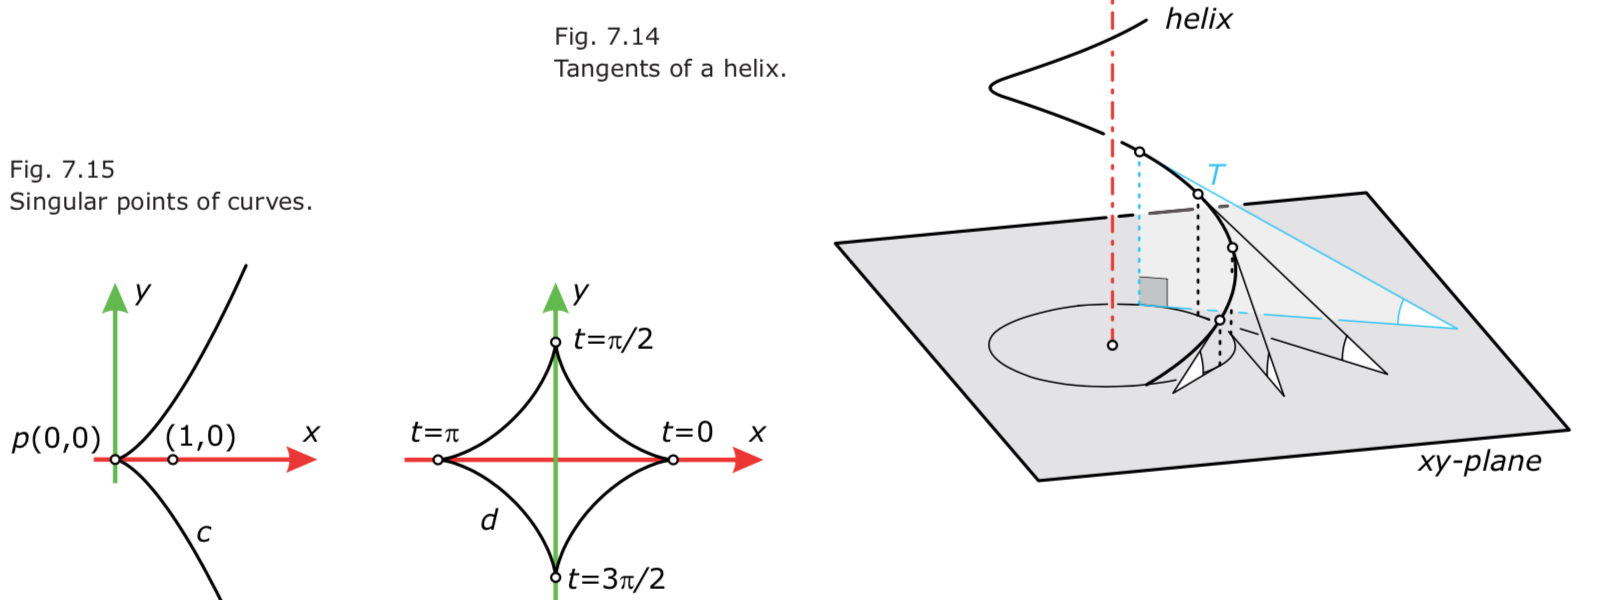 Fig. 7.14
Tangents of a helix.
helix
T
xy-plane
Fig. 7.15
Singular points of curves.
y
p(0,0)
(1,0)
x
c
y
t=π/2
t=π
t=0
x
d
t=3π/2